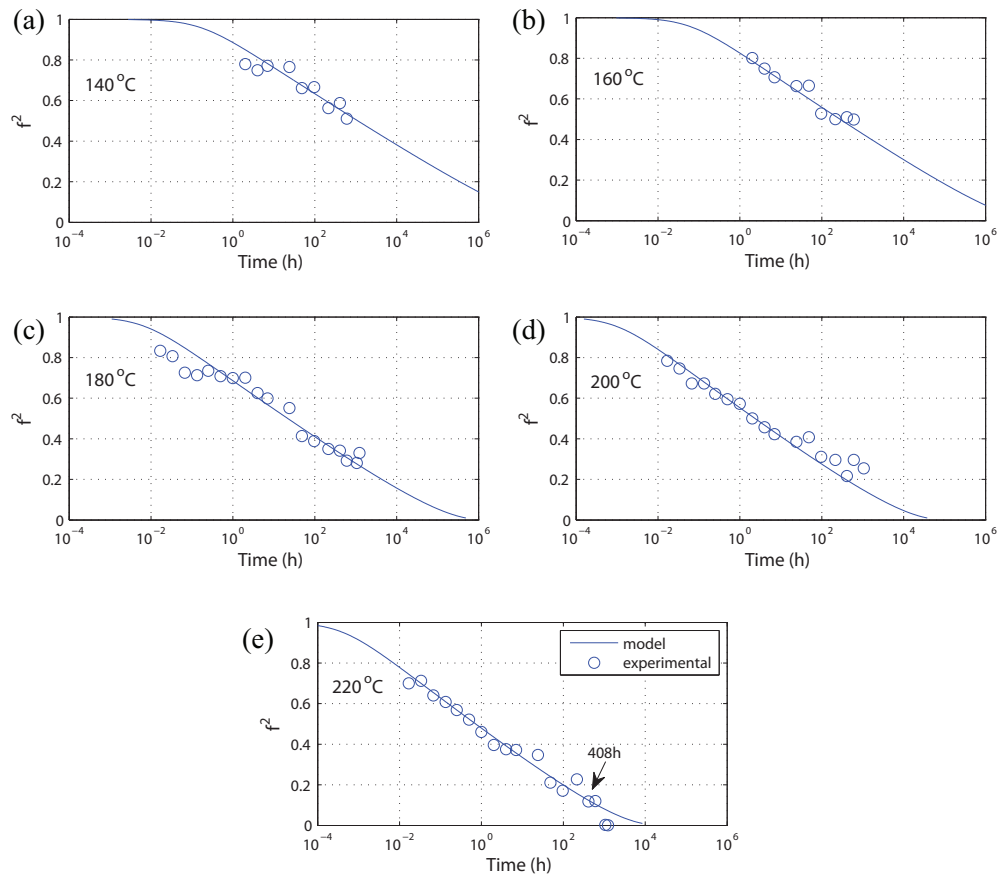 (a)
1
0.8
0.6
0.4
0.2
0
f²
140 °C
10⁻⁴ 10⁻² 10⁰ 10² 10⁴ 10⁶
Time (h)
(b)
1
0.8
0.6
0.4
0.2
0
f²
160 °C
10⁻⁴ 10⁻² 10⁰ 10² 10⁴ 10⁶
Time (h)
(c)
1
0.8
0.6
0.4
0.2
0
f²
180 °C
10⁻⁴ 10⁻² 10⁰ 10² 10⁴ 10⁶
Time (h)
(d)
1
0.8
0.6
0.4
0.2
0
f²
200 °C
10⁻⁴ 10⁻² 10⁰ 10² 10⁴ 10⁶
Time (h)
(e)
1
0.8
0.6
0.4
0.2
0
f²
220 °C
model
experimental
408h
10⁻⁴ 10⁻² 10⁰ 10² 10⁴ 10⁶
Time (h)